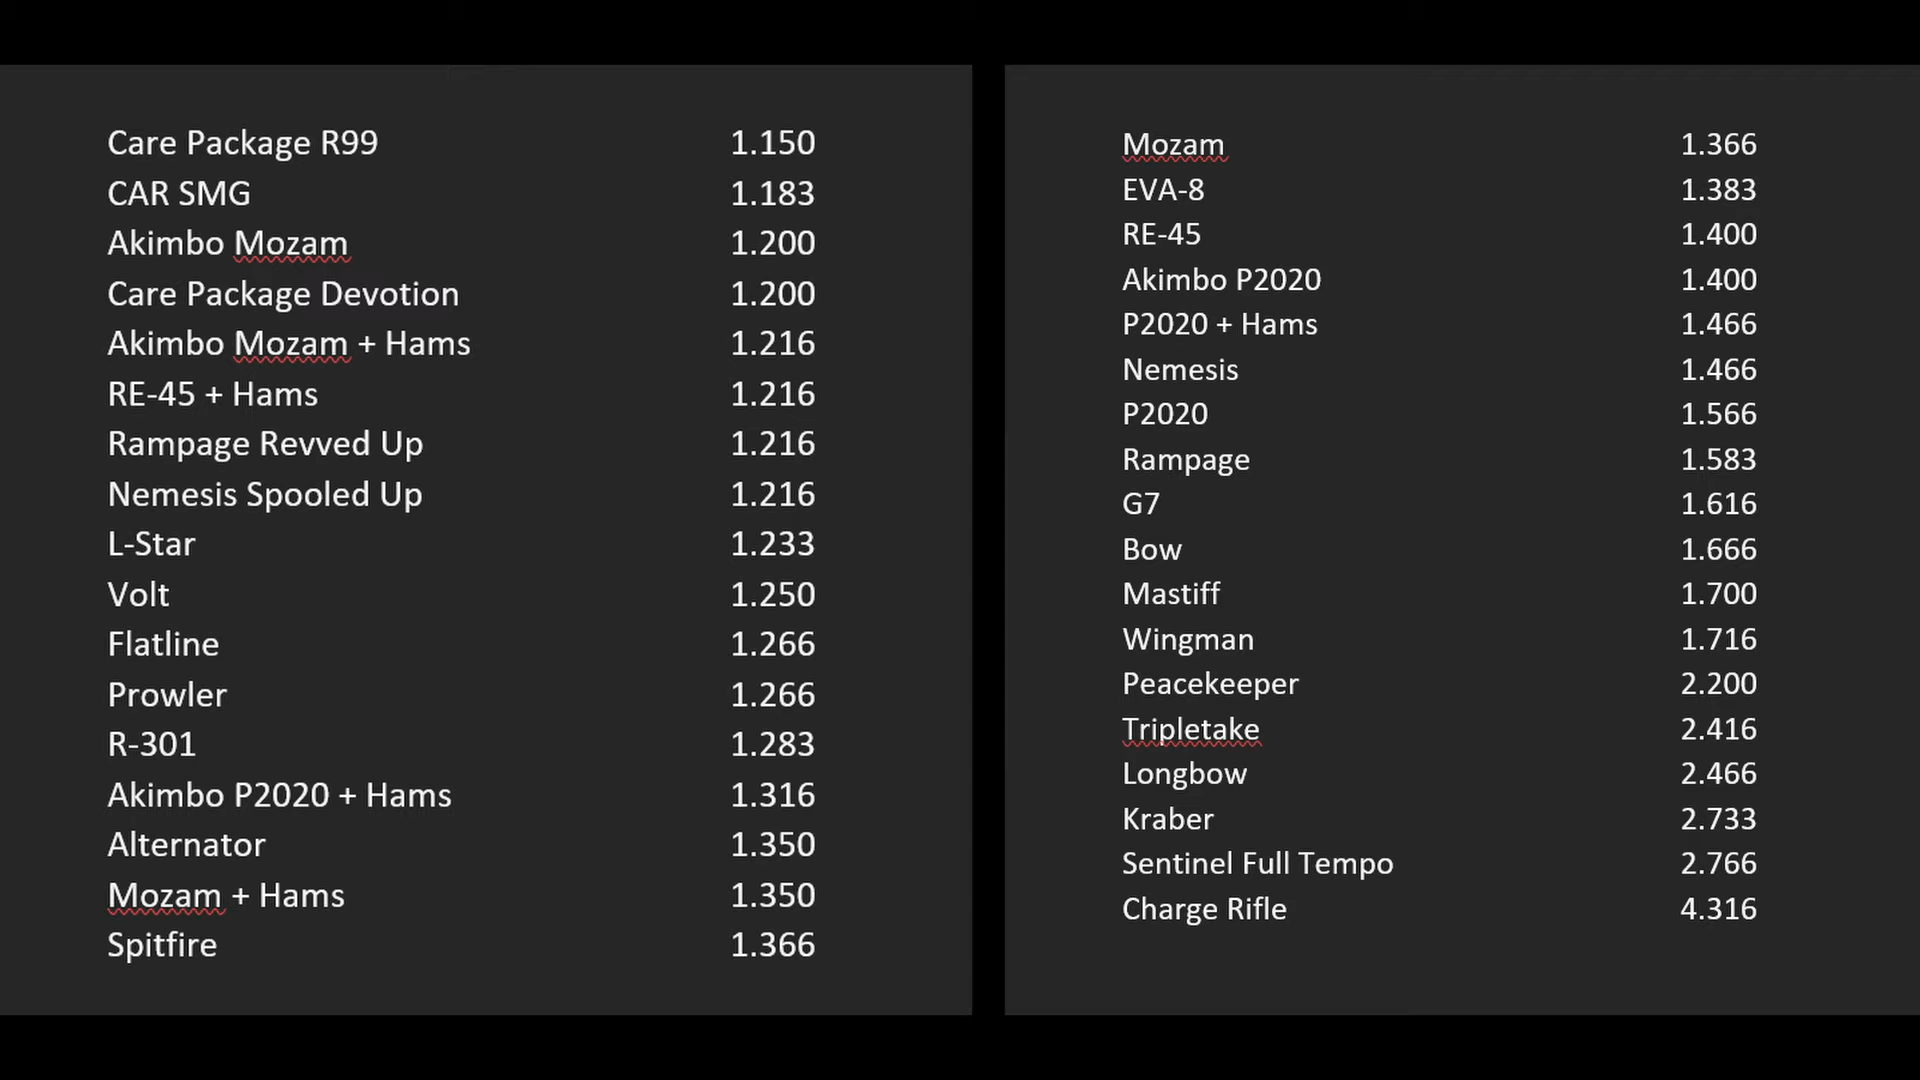 Care Package R99 1.150
CAR SMG 1.183
Akimbo Mozam 1.200
Care Package Devotion 1.200
Akimbo Mozam + Hams 1.216
RE-45 + Hams 1.216
Rampage Revved Up 1.216
Nemesis Spooled Up 1.216
L-Star 1.233
Volt 1.250
Flatline 1.266
Prowler 1.266
R-301 1.283
Akimbo P2020 + Hams 1.316
Alternator 1.350
Mozam + Hams 1.350
Spitfire 1.366
Mozam 1.366
EVA-8 1.383
RE-45 1.400
Akimbo P2020 1.400
P2020 + Hams 1.466
Nemesis 1.466
P2020 1.566
Rampage 1.583
G7 1.616
Bow 1.666
Mastiff 1.700
Wingman 1.716
Peacekeeper 2.200
Tripletake 2.416
Longbow 2.466
Kraber 2.733
Sentinel Full Tempo 2.766
Charge Rifle 4.316